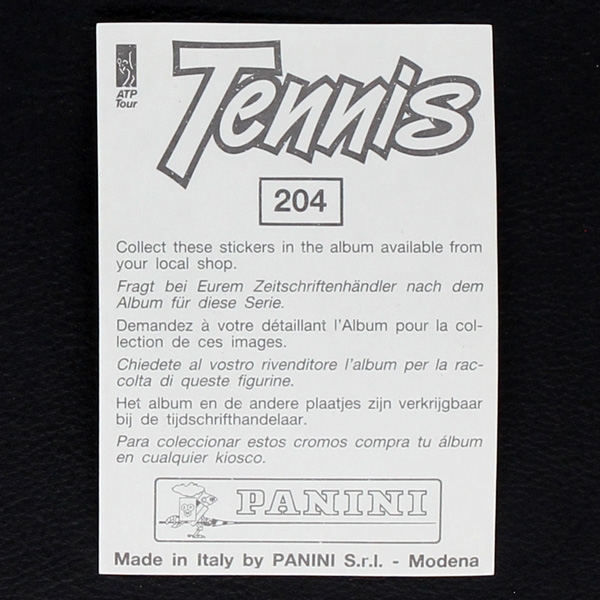 ATP
Tour
Tennis
204
Collect these stickers in the album available from
your local shop.
Fragt bei Eurem Zeitschriftenhändler nach dem
Album für diese Serie.
Demandez à votre détaillant l'Album pour la col-
lection de ces images.
Chiedete al vostro rivenditore l'album per la rac-
colta di queste figurine.
Het album en de andere plaatjes zijn verkrijgbaar
bij de tijdschrifthandelaar.
Para coleccionar estos cromos compra tu álbum
en cualquier kiosco.
PANINI
Made in Italy by PANINI S.r.l. - Modena